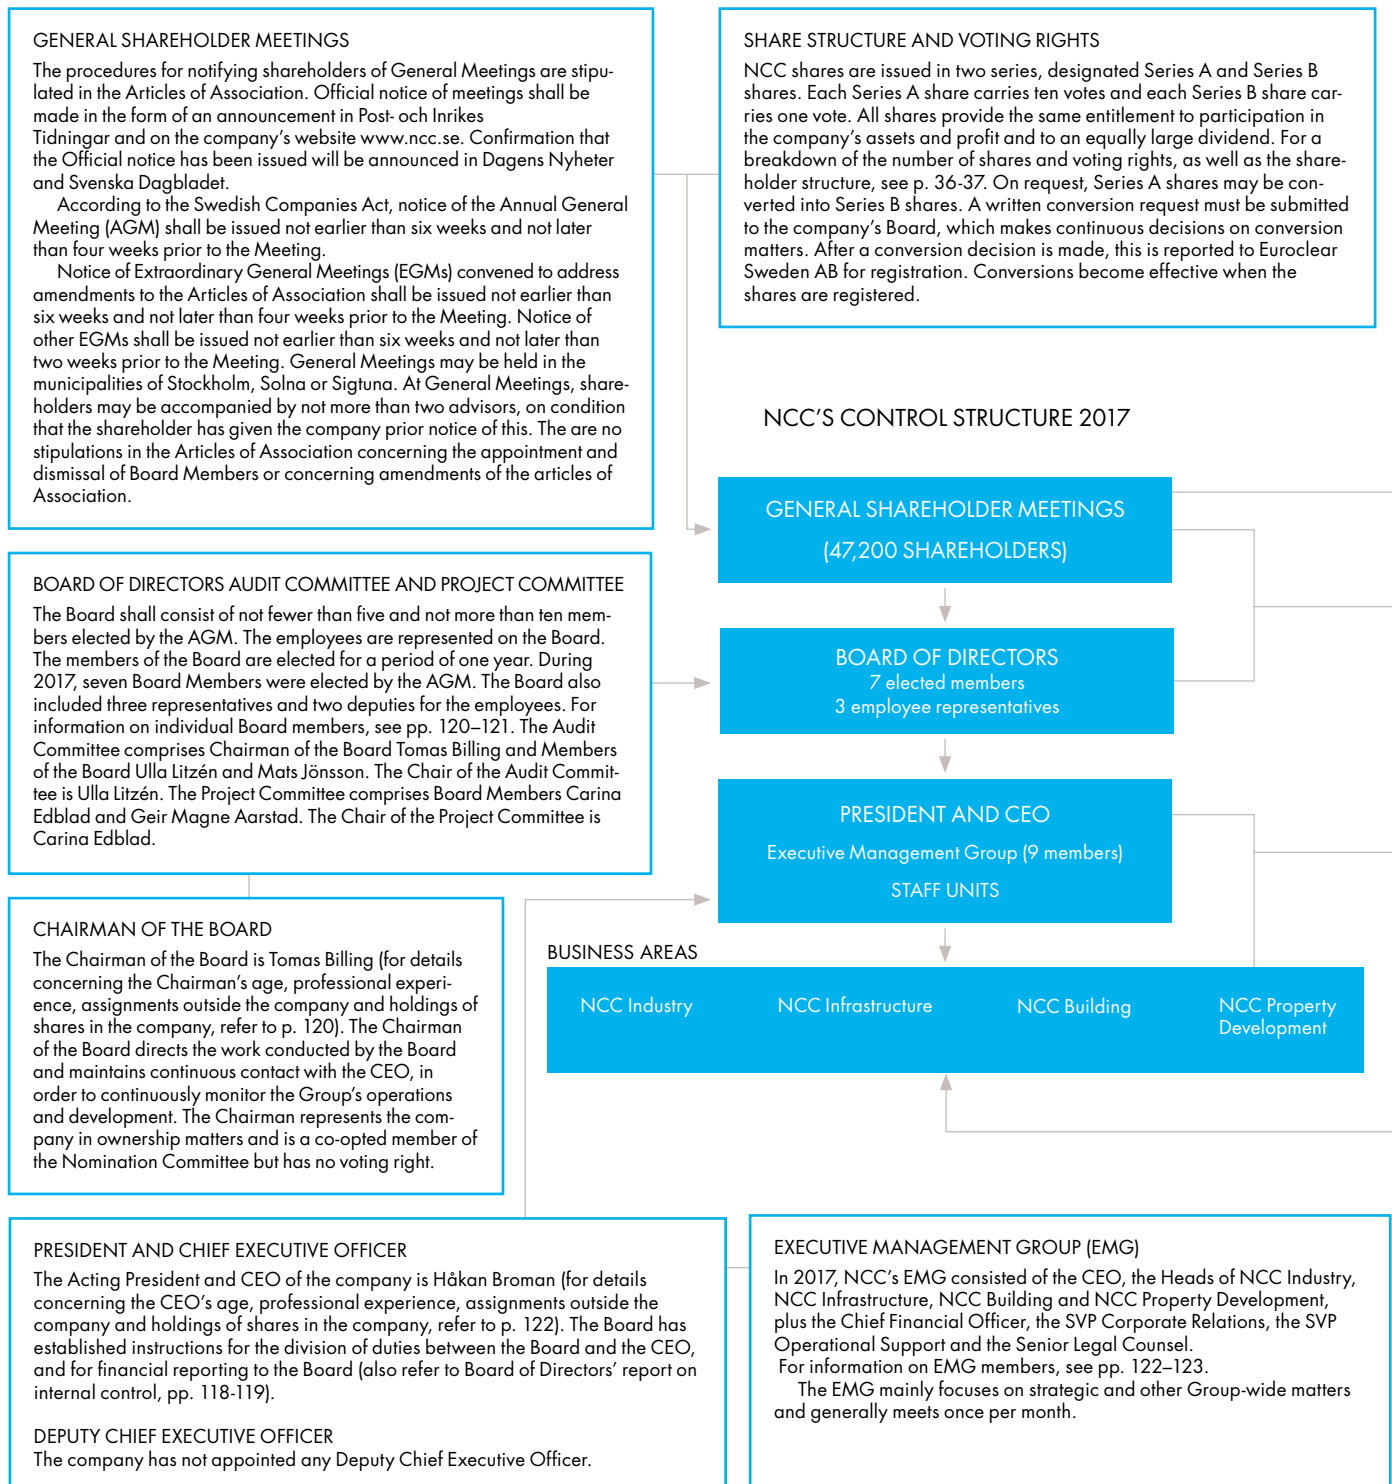 GENERAL SHAREHOLDER MEETINGS
The procedures for notifying shareholders of General Meetings are stipu-
lated in the Articles of Association. Official notice of meetings shall be
made in the form of an announcement in Post- och Inrikes
Tidningar and on the company's website www.ncc.se. Confirmation that
the Official notice has been issued will be announced in Dagens Nyheter
and Svenska Dagbladet.
According to the Swedish Companies Act, notice of the Annual General
Meeting (AGM) shall be issued not earlier than six weeks and not later
than four weeks prior to the Meeting.
Notice of Extraordinary General Meetings (EGMs) convened to address
amendments to the Articles of Association shall be issued not earlier than
six weeks and not later than four weeks prior to the Meeting. Notice of
other EGMs shall be issued not earlier than six weeks and not later than
two weeks prior to the Meeting. General Meetings may be held in the
municipalities of Stockholm, Solna or Sigtuna. At General Meetings, share-
holders may be accompanied by not more than two advisors, on condition
that the shareholder has given the company prior notice of this. The are no
stipulations in the Articles of Association concerning the appointment and
dismissal of Board Members or concerning amendments of the articles of
Association.
SHARE STRUCTURE AND VOTING RIGHTS
NCC shares are issued in two series, designated Series A and Series B
shares. Each Series A share carries ten votes and each Series B share car-
ries one vote. All shares provide the same entitlement to participation in
the company's assets and profit and to an equally large dividend. For a
breakdown of the number of shares and voting rights, as well as the share-
holder structure, see p. 36-37. On request, Series A shares may be con-
verted into Series B shares. A written conversion request must be submitted
to the company's Board, which makes continuous decisions on conversion
matters. After a conversion decision is made, this is reported to Euroclear
Sweden AB for registration. Conversions become effective when the
shares are registered.
NCC'S CONTROL STRUCTURE 2017
GENERAL SHAREHOLDER MEETINGS
(47,200 SHAREHOLDERS)
BOARD OF DIRECTORS
7 elected members
3 employee representatives
PRESIDENT AND CEO
Executive Management Group (9 members)
STAFF UNITS
BUSINESS AREAS
NCC Industry
NCC Infrastructure
NCC Building
NCC Property
Development
BOARD OF DIRECTORS AUDIT COMMITTEE AND PROJECT COMMITTEE
The Board shall consist of not fewer than five and not more than ten mem-
bers elected by the AGM. The employees are represented on the Board.
The members of the Board are elected for a period of one year. During
2017, seven Board Members were elected by the AGM. The Board also
included three representatives and two deputies for the employees. For
information on individual Board members, see pp. 120–121. The Audit
Committee comprises Chairman of the Board Tomas Billing and Members
of the Board Ulla Litzén and Mats Jönsson. The Chair of the Audit Commit-
tee is Ulla Litzén. The Project Committee comprises Board Members Carina
Edblad and Geir Magne Aarstad. The Chair of the Project Committee is
Carina Edblad.
CHAIRMAN OF THE BOARD
The Chairman of the Board is Tomas Billing (for details
concerning the Chairman's age, professional experi-
ence, assignments outside the company and holdings of
shares in the company, refer to p. 120). The Chairman
of the Board directs the work conducted by the Board
and maintains continuous contact with the CEO, in
order to continuously monitor the Group's operations
and development. The Chairman represents the com-
pany in ownership matters and is a co-opted member of
the Nomination Committee but has no voting right.
PRESIDENT AND CHIEF EXECUTIVE OFFICER
The Acting President and CEO of the company is Håkan Broman (for details
concerning the CEO's age, professional experience, assignments outside the
company and holdings of shares in the company, refer to p. 122). The Board has
established instructions for the division of duties between the Board and the CEO,
and for financial reporting to the Board (also refer to Board of Directors' report on
internal control, pp. 118-119).
DEPUTY CHIEF EXECUTIVE OFFICER
The company has not appointed any Deputy Chief Executive Officer.
EXECUTIVE MANAGEMENT GROUP (EMG)
In 2017, NCC's EMG consisted of the CEO, the Heads of NCC Industry,
NCC Infrastructure, NCC Building and NCC Property Development,
plus the Chief Financial Officer, the SVP Corporate Relations, the SVP
Operational Support and the Senior Legal Counsel.
For information on EMG members, see pp. 122–123.
The EMG mainly focuses on strategic and other Group-wide matters
and generally meets once per month.